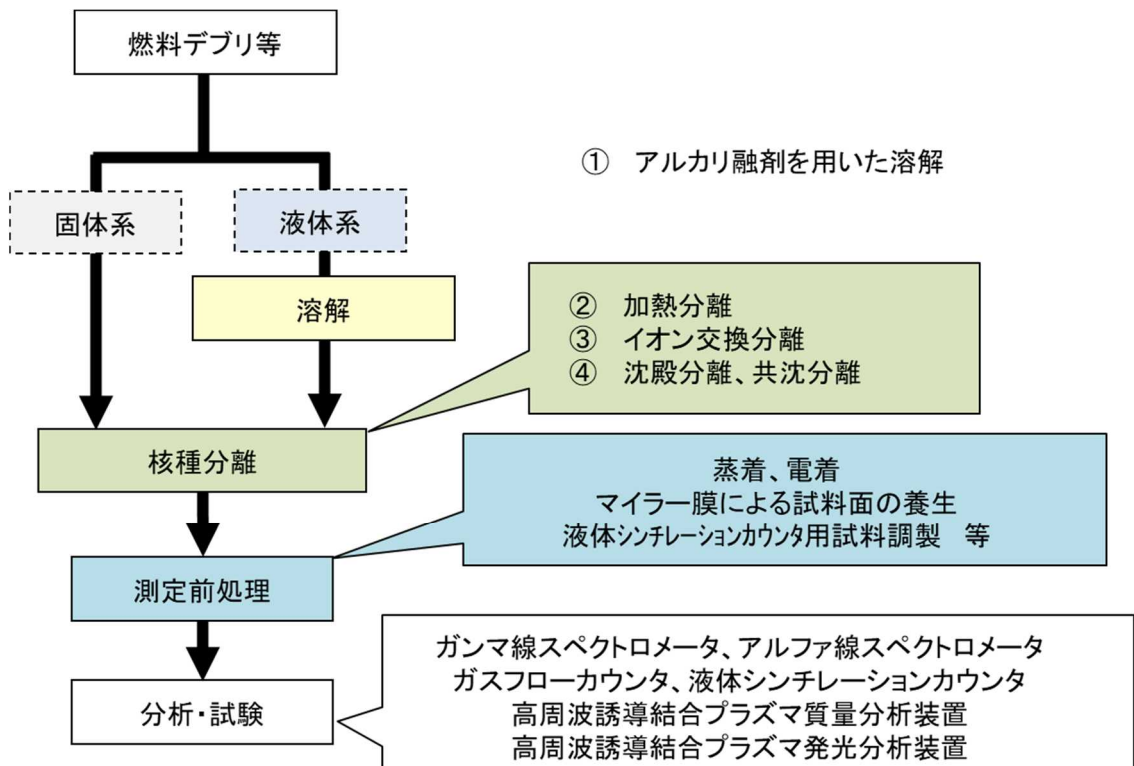 燃料デブリ等
① アルカリ融剤を用いた溶解
固体系
液体系
溶解
② 加熱分離
③ イオン交換分離
④ 沈殿分離、共沈分離
核種分離
蒸着、電着
マイラー膜による試料面の養生
液体シンチレーションカウンタ用試料調製 等
測定前処理
ガンマ線スペクトロメータ、アルファ線スペクトロメータ
ガスフローカウンタ、液体シンチレーションカウンタ
高周波誘導結合プラズマ質量分析装置
高周波誘導結合プラズマ発光分析装置
分析・試験